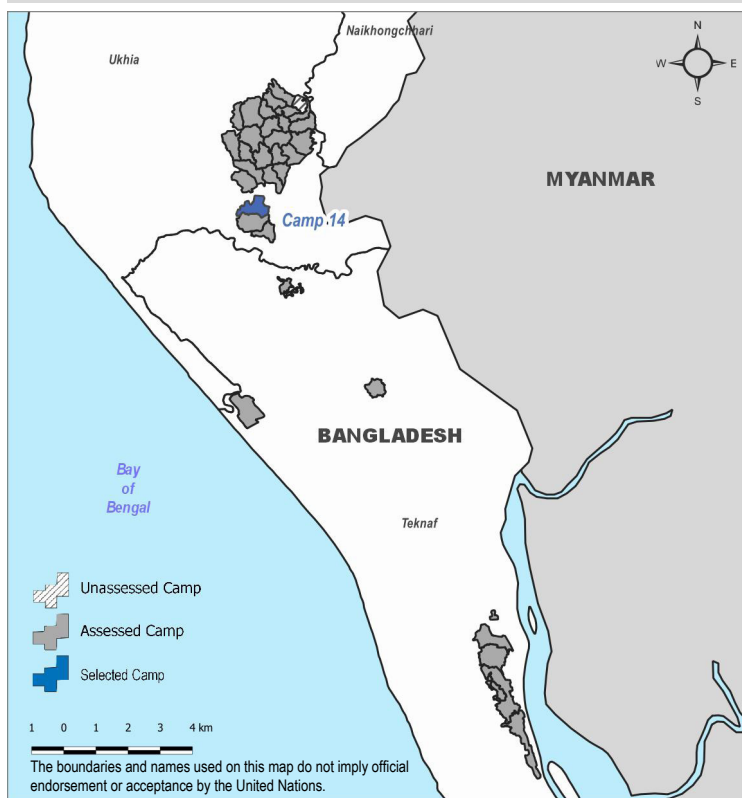 Naikhongchhari
Ukhia
N
W
E
S
MYANMAR
Camp 14
BANGLADESH
Bay
of
Bengal
Teknaf
Unassessed Camp
Assessed Camp
Selected Camp
1 0 1 2 3 4 km
The boundaries and names used on this map do not imply official
endorsement or acceptance by the United Nations.